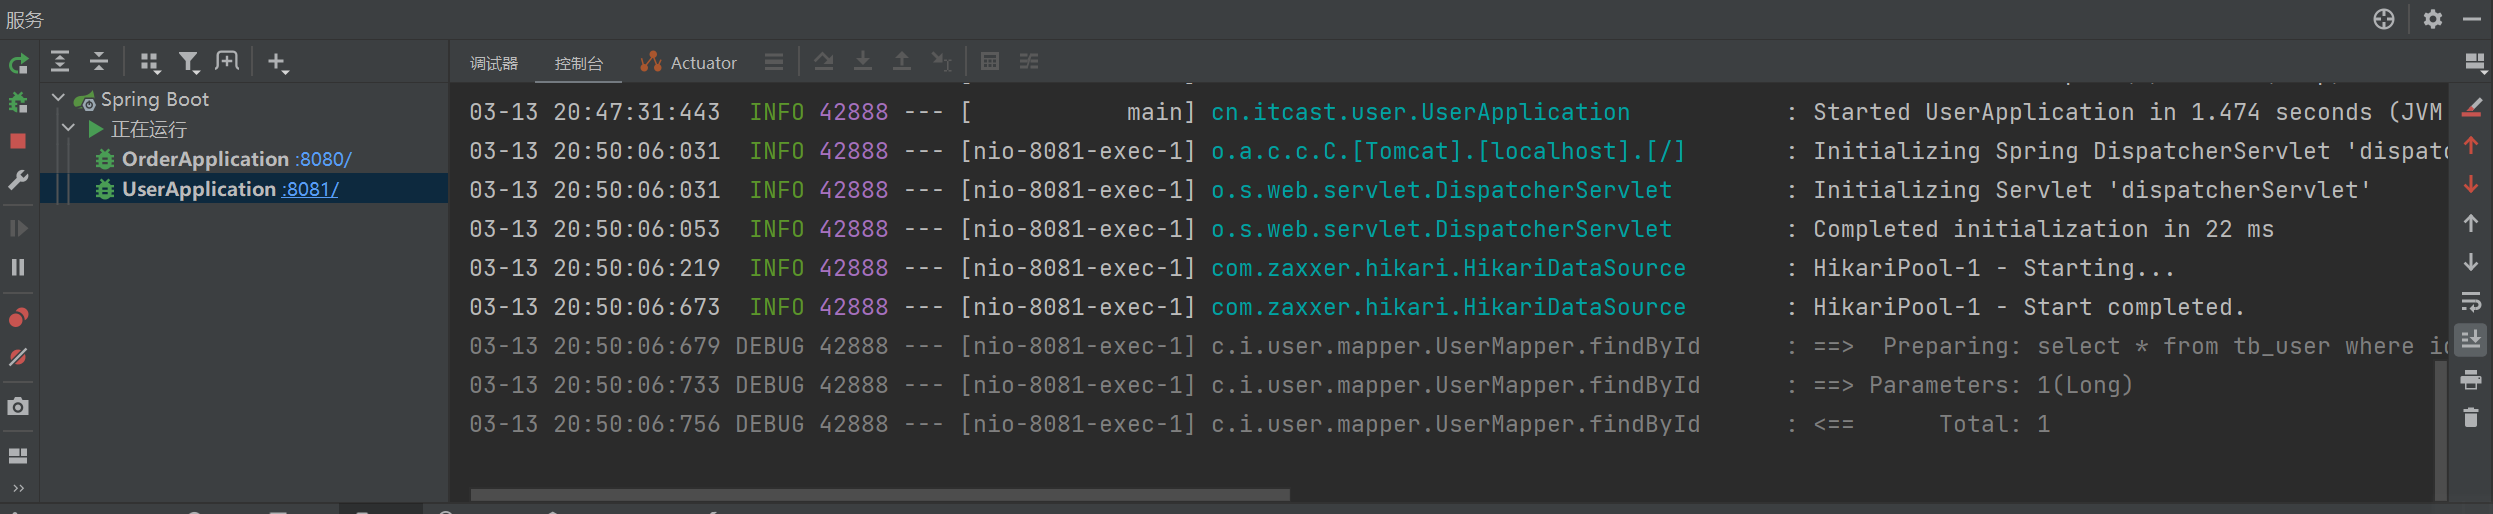 服务
调试器 控制台 Actuator
Spring Boot
正在运行
OrderApplication :8080/
UserApplication :8081/
03-13 20:47:31:443  INFO 42888 --- [           main] cn.itcast.user.UserApplication           : Started UserApplication in 1.474 seconds (JVM
03-13 20:50:06:031  INFO 42888 --- [nio-8081-exec-1] o.a.c.c.C.[Tomcat].[localhost].[/]       : Initializing Spring DispatcherServlet 'dispatc
03-13 20:50:06:031  INFO 42888 --- [nio-8081-exec-1] o.s.web.servlet.DispatcherServlet        : Initializing Servlet 'dispatcherServlet'
03-13 20:50:06:053  INFO 42888 --- [nio-8081-exec-1] o.s.web.servlet.DispatcherServlet        : Completed initialization in 22 ms
03-13 20:50:06:219  INFO 42888 --- [nio-8081-exec-1] com.zaxxer.hikari.HikariDataSource       : HikariPool-1 - Starting...
03-13 20:50:06:673  INFO 42888 --- [nio-8081-exec-1] com.zaxxer.hikari.HikariDataSource       : HikariPool-1 - Start completed.
03-13 20:50:06:679 DEBUG 42888 --- [nio-8081-exec-1] c.i.user.mapper.UserMapper.findById      : ==>  Preparing: select * from tb_user where
03-13 20:50:06:733 DEBUG 42888 --- [nio-8081-exec-1] c.i.user.mapper.UserMapper.findById      : ==> Parameters: 1(Long)
03-13 20:50:06:756 DEBUG 42888 --- [nio-8081-exec-1] c.i.user.mapper.UserMapper.findById      : <==      Total: 1